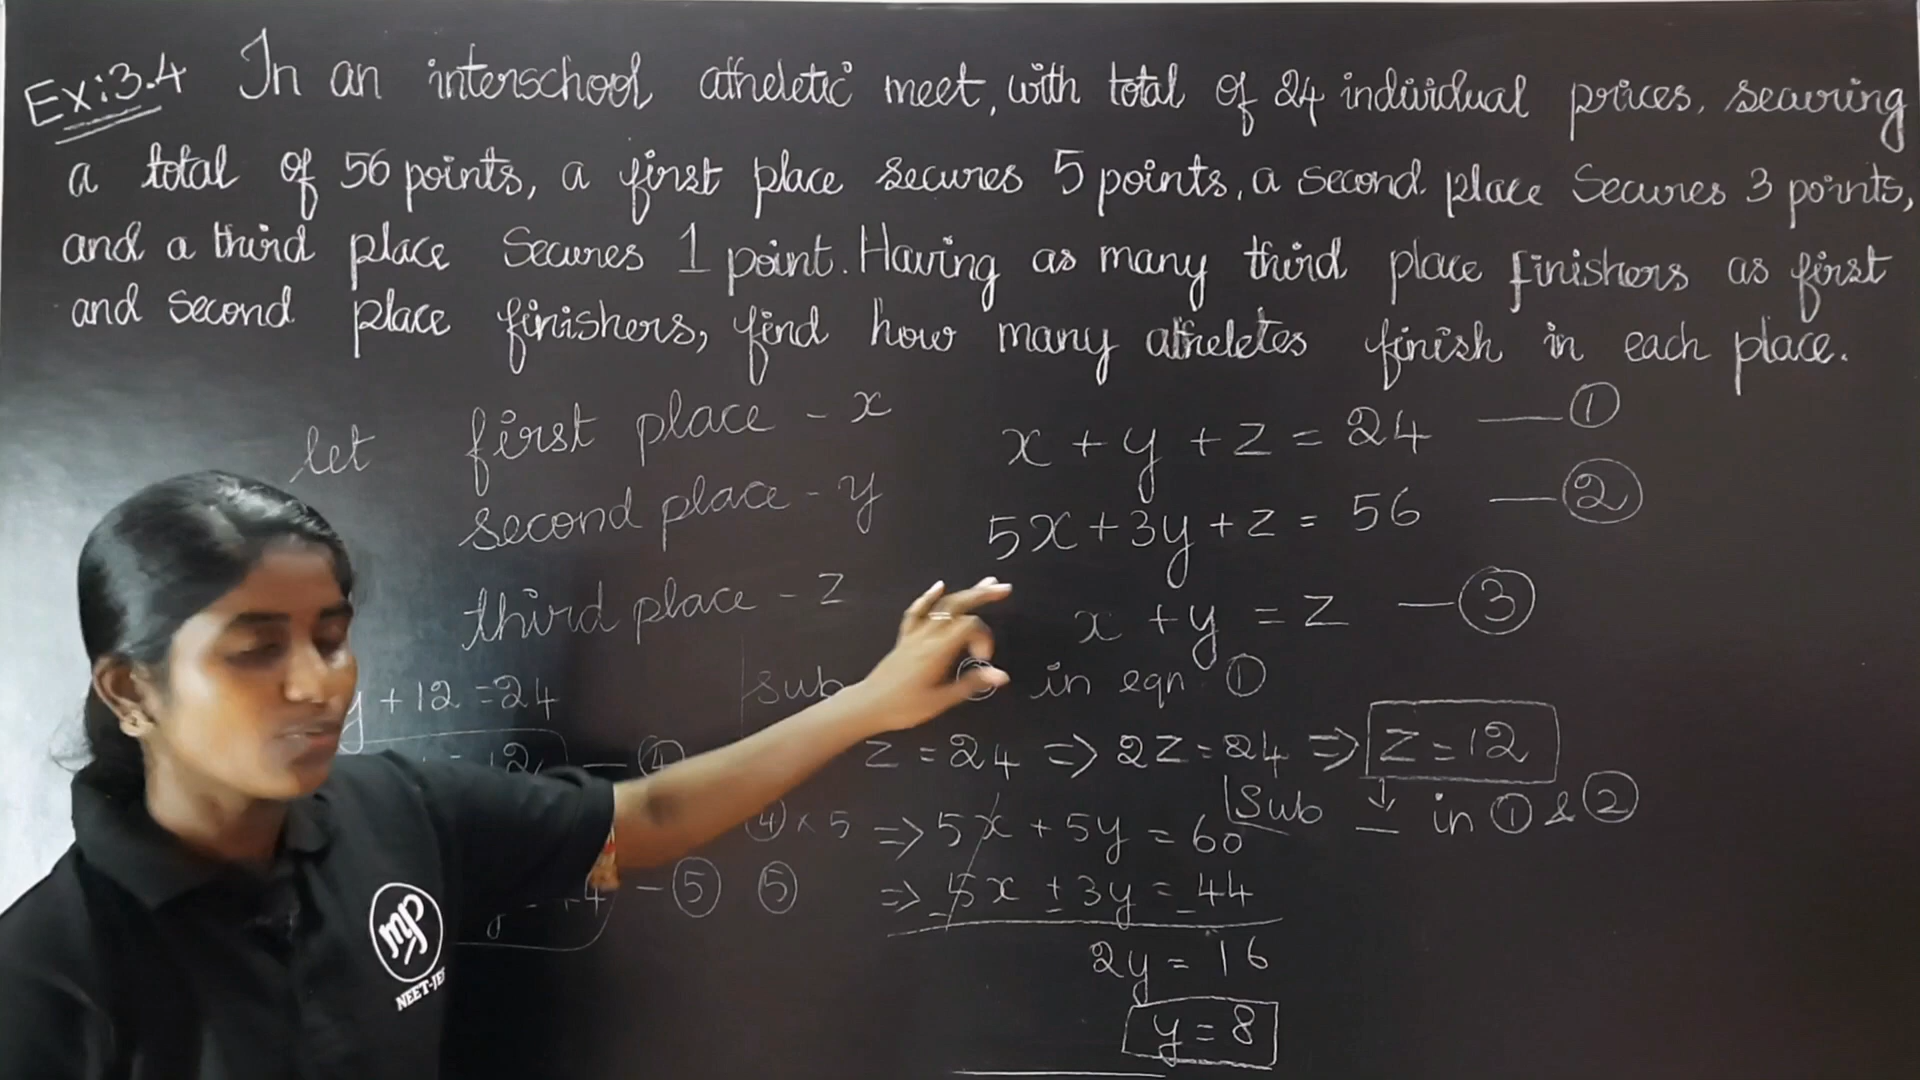 Ex:3.4 In an interschool atheletic meet, with total of 24 individual prices, securing
a total of 56 points, a first place secures 5 points, a second place secures 3 points,
and a third place Secures 1 point. Having as many third place finishers as first
and second place finishers, find how many atheletes finish in each place.
let first place - x
second place - y
third place - z
x + y + z = 24 — ①
5x + 3y + z = 56 — ②
x + y = z — ③
sub in eqn ①
z = 24 ⇒ 2z = 24 ⇒ z = 12
Sub ↓ in ① & ②
y + 12 = 24
= 12 — ④
— ⑤
④ × 5 ⇒ 5x + 5y = 60
⑤ ⇒ 5x ± 3y = 44
2y = 16
y = 8
mp
NEET-JEE